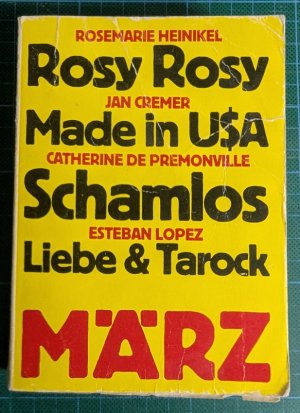 ROSEMARIE HEINIKEL
Rosy Rosy
JAN CREMER
Made in U$A
CATHERINE DE PREMONVILLE
Schamlos
ESTEBAN LOPEZ
Liebe & Tarock
MÄRZ